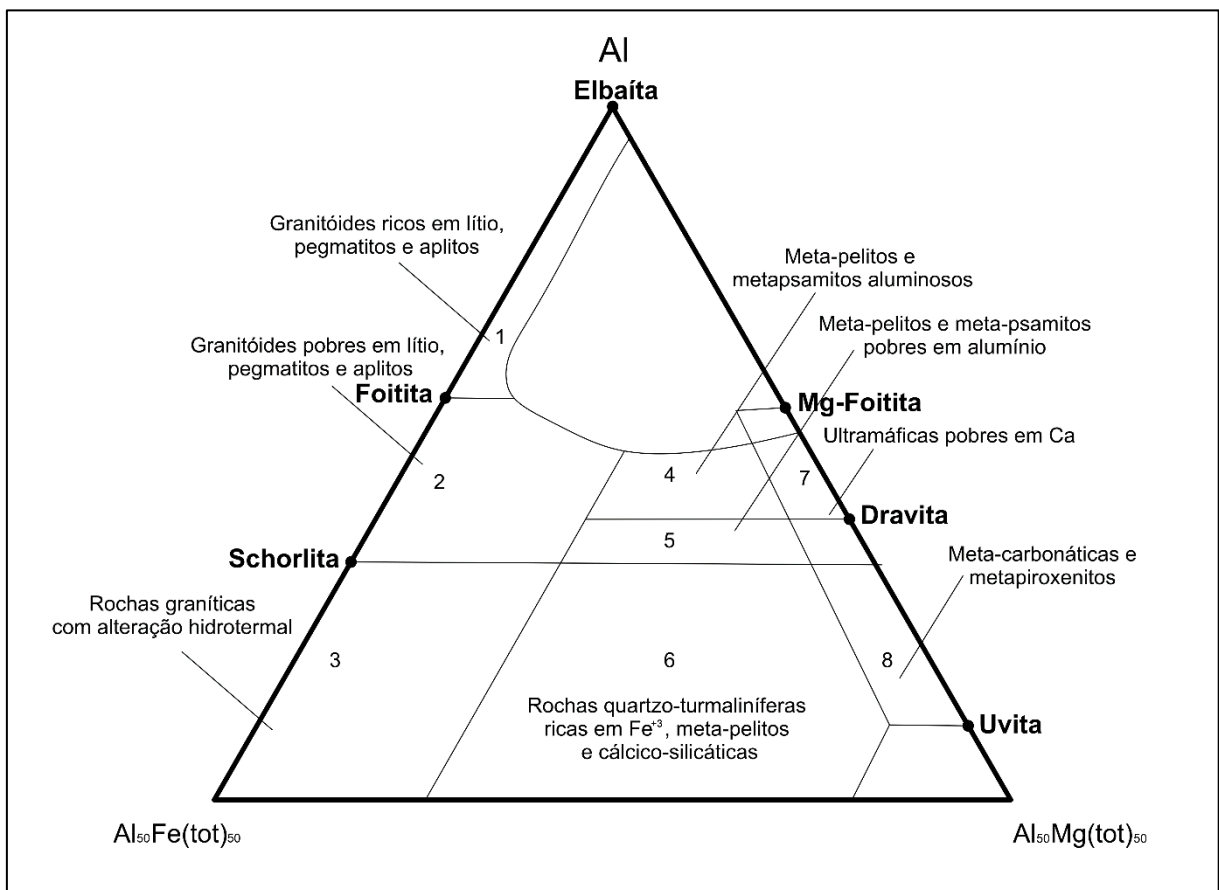 Al
Elbaíta
Granitóides ricos em lítio,
pegmatitos e aplitos
Meta-pelitos e
metapsamitos aluminosos
1
Meta-pelitos e meta-psamitos
pobres em alumínio
Granitóides pobres em lítio,
pegmatitos e aplitos
Foitita
Mg-Foitita
Ultramáficas pobres em Ca
4
7
2
Dravita
5
Schorlita
Meta-carbonáticas e
metapiroxenitos
Rochas graníticas
com alteração hidrotermal
3
6
8
Rochas quartzo-turmaliníferas
ricas em Fe⁺³, meta-pelitos
e cálcico-silicáticas
Uvita
Al₅₀Fe(tot)₅₀
Al₅₀Mg(tot)₅₀